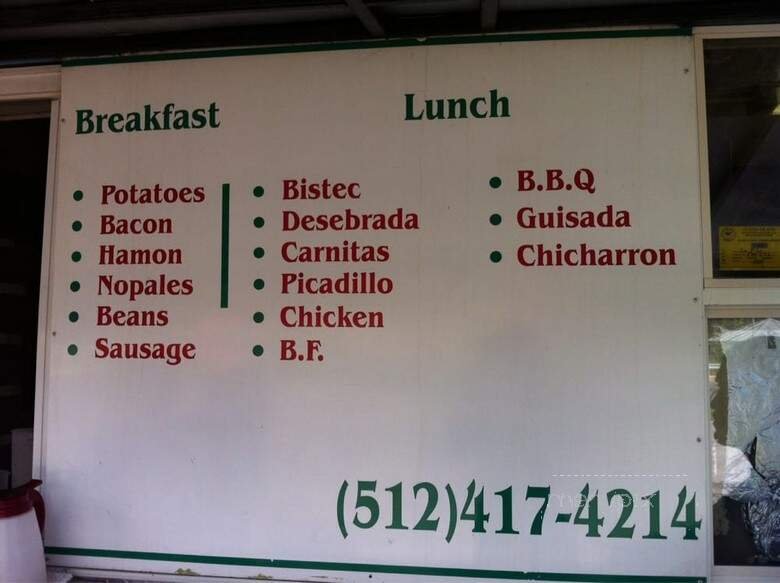 Breakfast
Potatoes
Bacon
Hamon
Nopales
Beans
Sausage
Lunch
Bistec
Desebrada
Carnitas
Picadillo
Chicken
B.F.
B.B.Q
Guisada
Chicharron
(512)417-4214